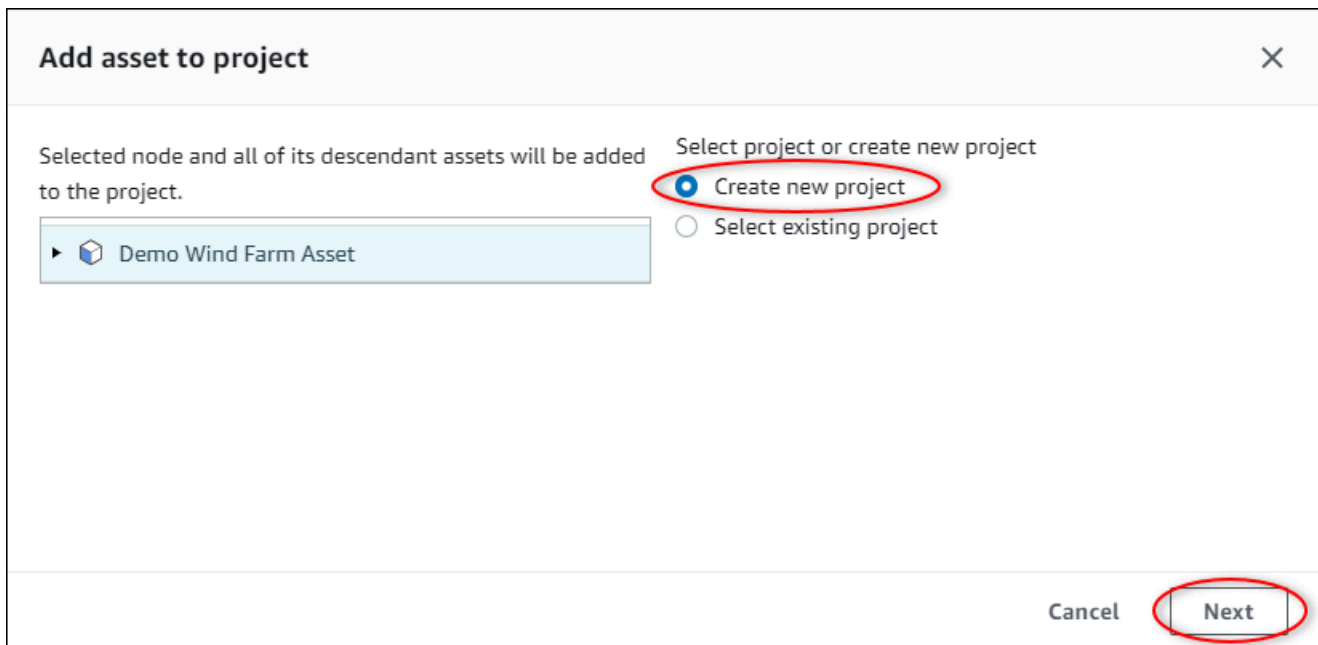 Add asset to project
Selected node and all of its descendant assets will be added
to the project.
Demo Wind Farm Asset
Select project or create new project
Create new project
Select existing project
Cancel
Next